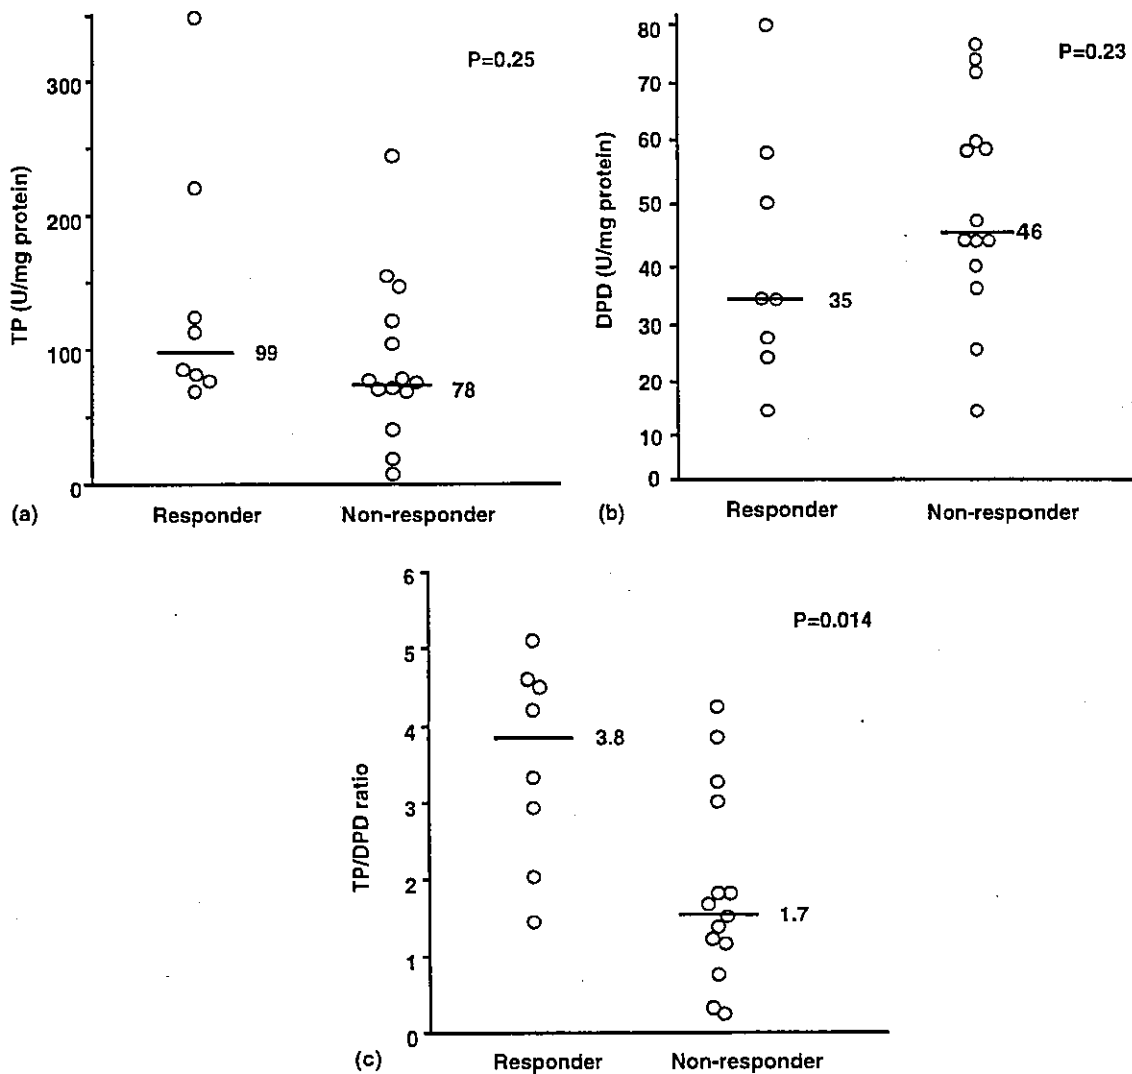 TP (U/mg protein)
300
200
100
0
P=0.25
99
78
(a)
Responder
Non-responder
DPD (U/mg protein)
80
70
60
50
40
30
20
10
0
P=0.23
35
46
(b)
Responder
Non-responder
TP/DPD ratio
6
5
4
3
2
1
0
P=0.014
3.8
1.7
(c)
Responder
Non-responder